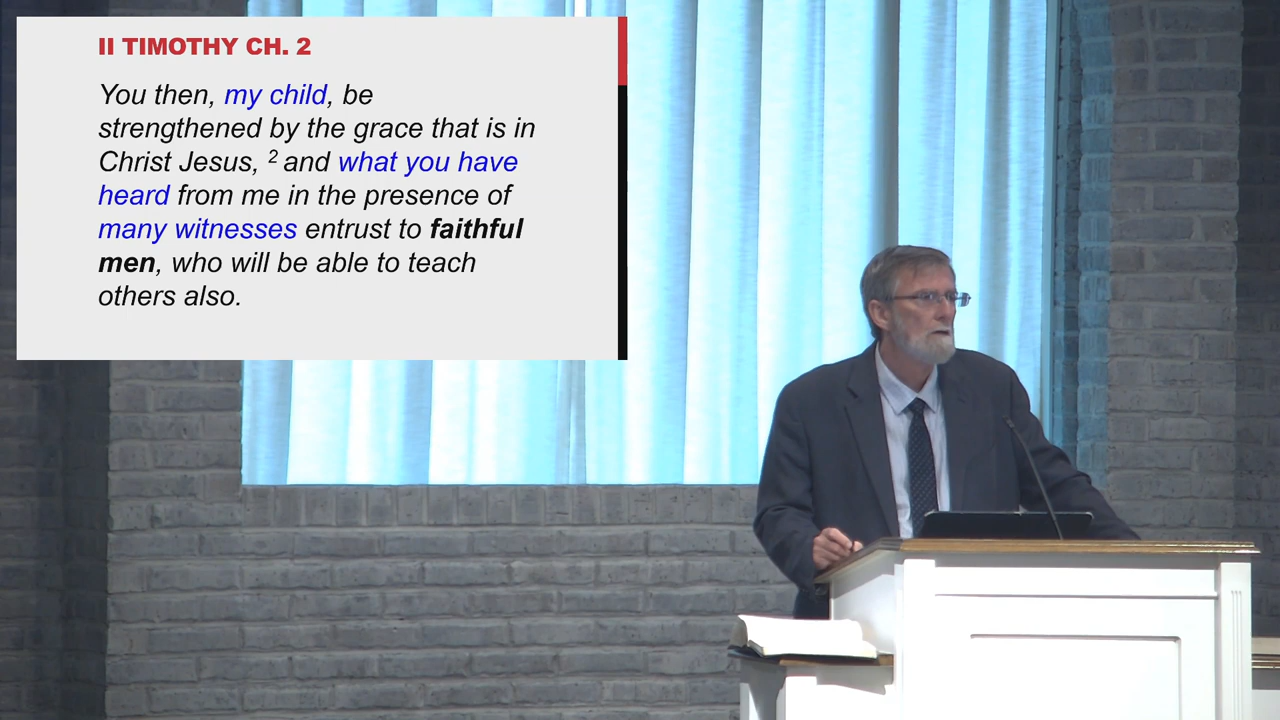 II TIMOTHY CH. 2
You then, my child, be
strengthened by the grace that is in
Christ Jesus, 2 and what you have
heard from me in the presence of
many witnesses entrust to faithful
men, who will be able to teach
others also.